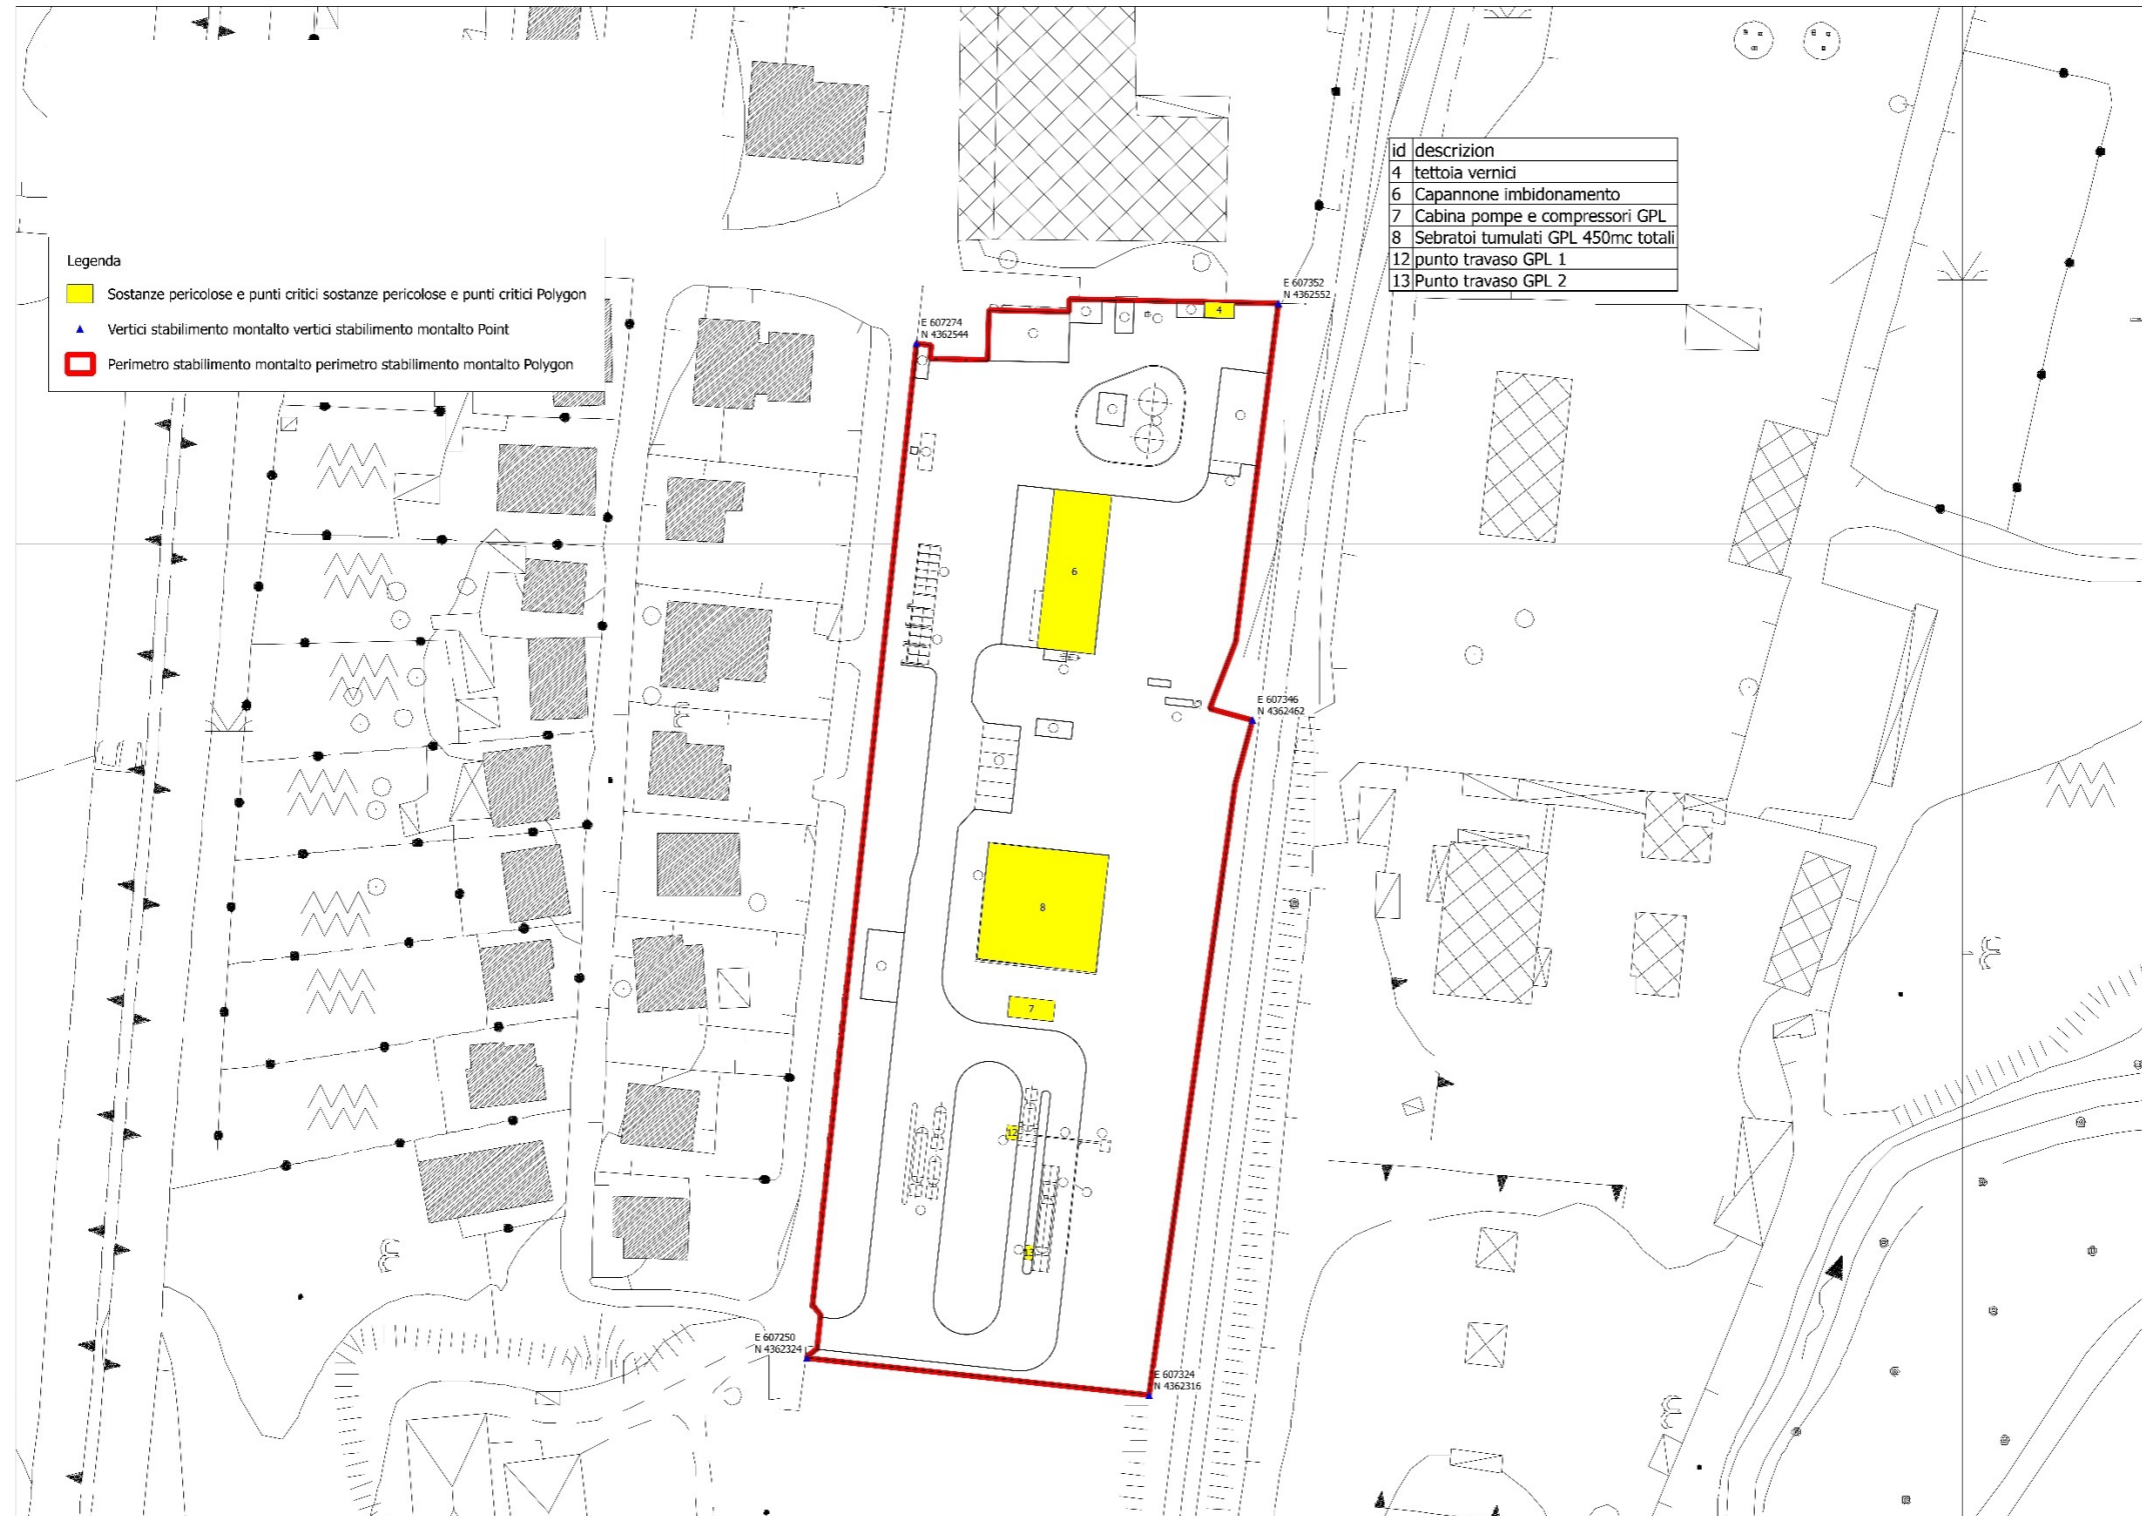 id descrizion
4 tettoia vernici
6 Capannone imbidonamento
7 Cabina pompe e compressori GPL
8 Sebratoi tumulati GPL 450mc totali
12 punto travaso GPL 1
13 Punto travaso GPL 2
Legenda
Sostanze pericolose e punti critici sostanze pericolose e punti critici Polygon
Vertici stabilimento montalto vertici stabilimento montalto Point
Perimetro stabilimento montalto perimetro stabilimento montalto Polygon
E 607352
N 4362552
4
E 607274
N 4362544
6
E 607346
N 4362462
8
7
12
13
E 607250
N 4362324
E 607324
N 4362316